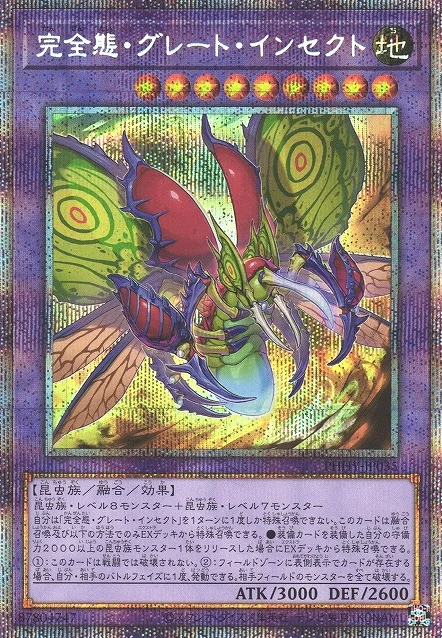 完全態・グレート・インセクト
地
PHHY-JP035
【昆虫族／融合／効果】
昆虫族・レベル８モンスター＋昆虫族・レベル７モンスター
自分は「完全態・グレート・インセクト」を１ターンに１度しか特殊召喚できない。このカードは融合
召喚及び以下の方法でのみEXデッキから特殊召喚できる。●装備カードを装備した自分の守備
力２０００以上の昆虫族モンスター１体をリリースした場合にEXデッキから特殊召喚できる。
①：このカードは戦闘では破壊されない。②：フィールドゾーンに表側表示でカードが存在する
場合、自分・相手のバトルフェイズに１度、発動できる。相手フィールドのモンスターを全て破壊する。
ATK/3000 DEF/2600